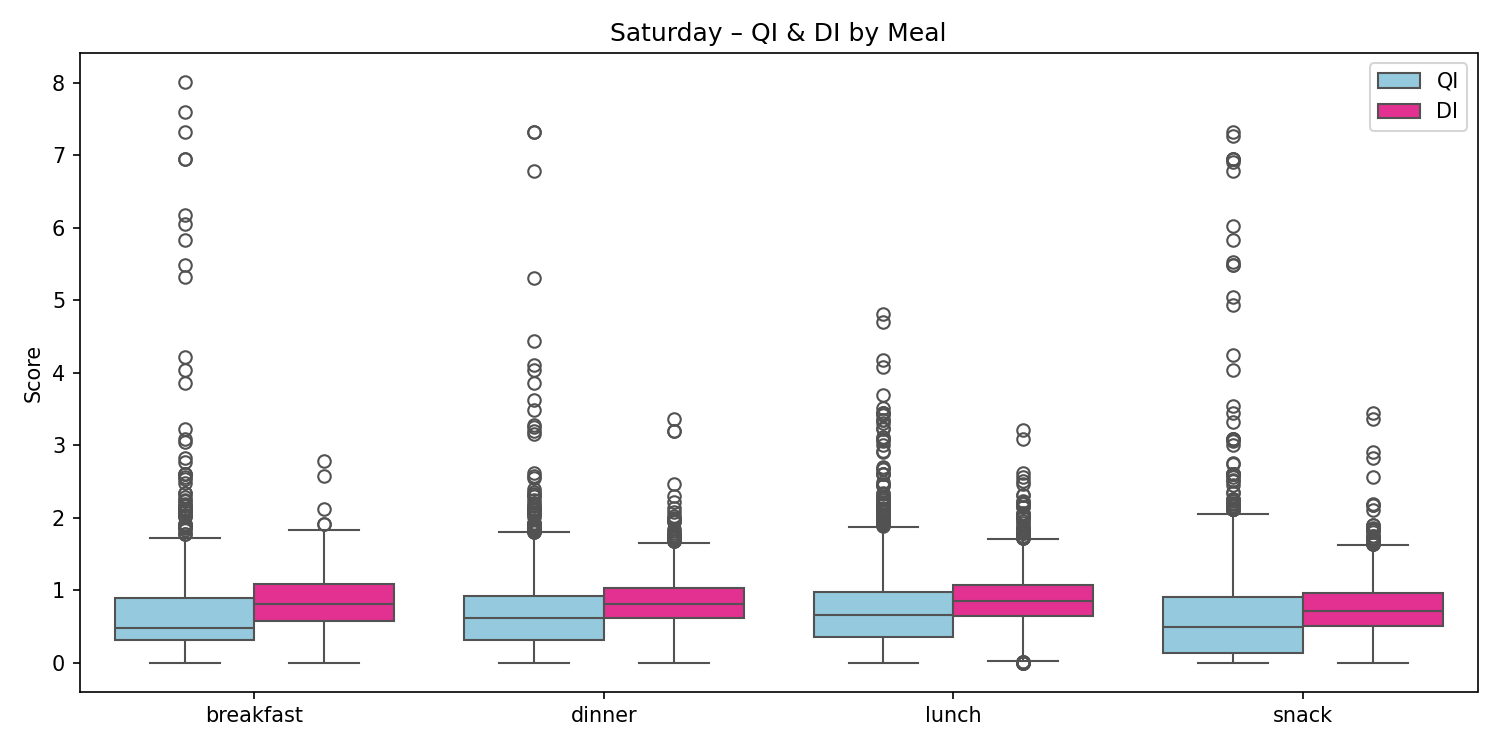 Saturday – QI & DI by Meal
QI
DI
Score
8
7
6
5
4
3
2
1
0
breakfast
dinner
lunch
snack